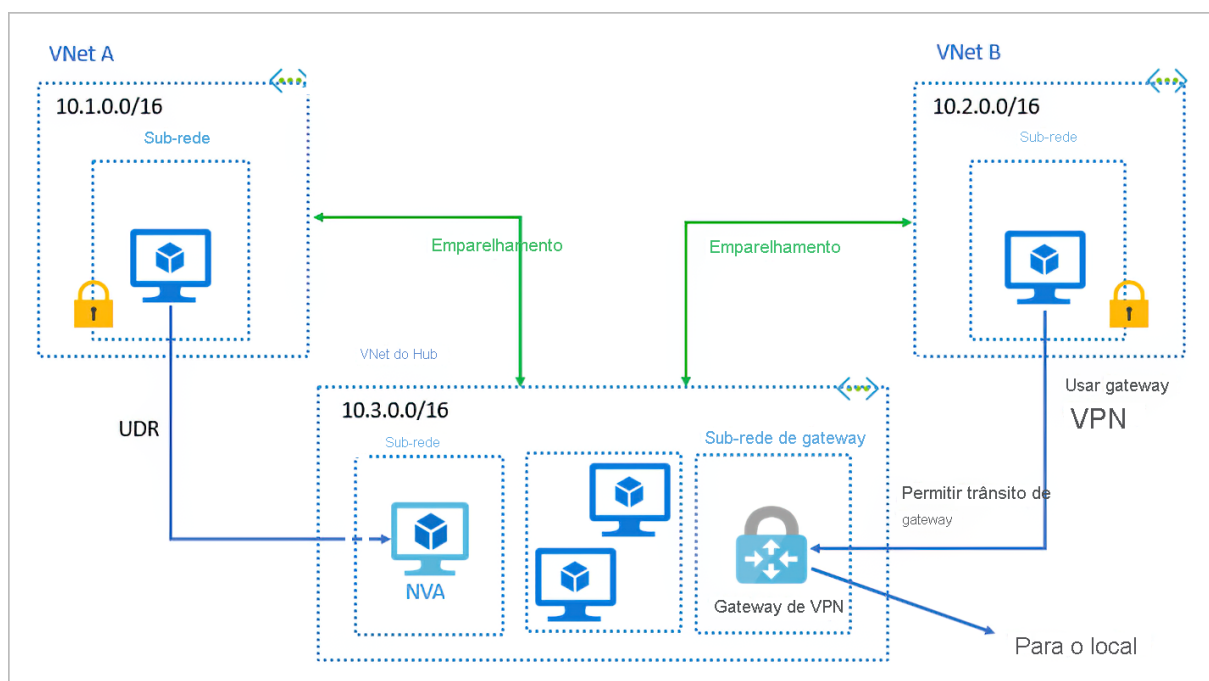 VNet A
VNet B
10.1.0.0/16
10.2.0.0/16
Sub-rede
Sub-rede
Emparelhamento
Emparelhamento
VNet do Hub
Usar gateway
VPN
10.3.0.0/16
UDR
Sub-rede
Sub-rede de gateway
Permitir trânsito de
gateway
NVA
Gateway de VPN
Para o local